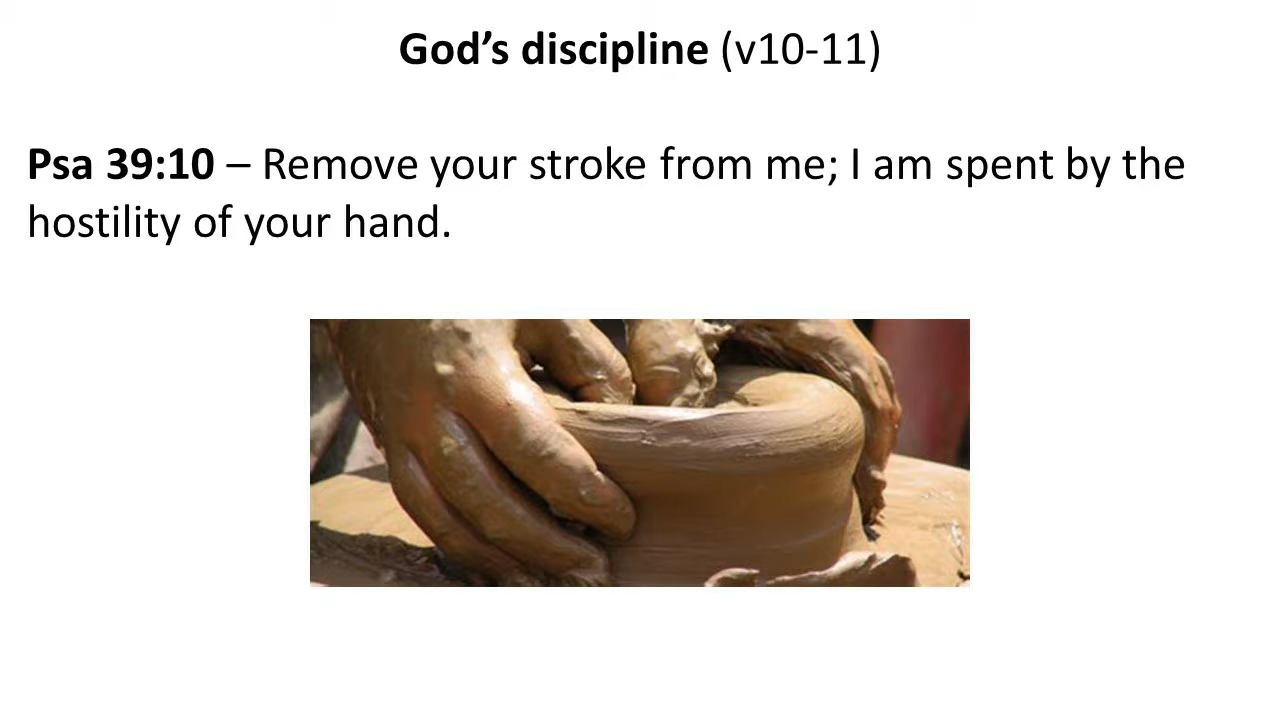 God’s discipline (v10-11)
Psa 39:10 – Remove your stroke from me; I am spent by the
hostility of your hand.